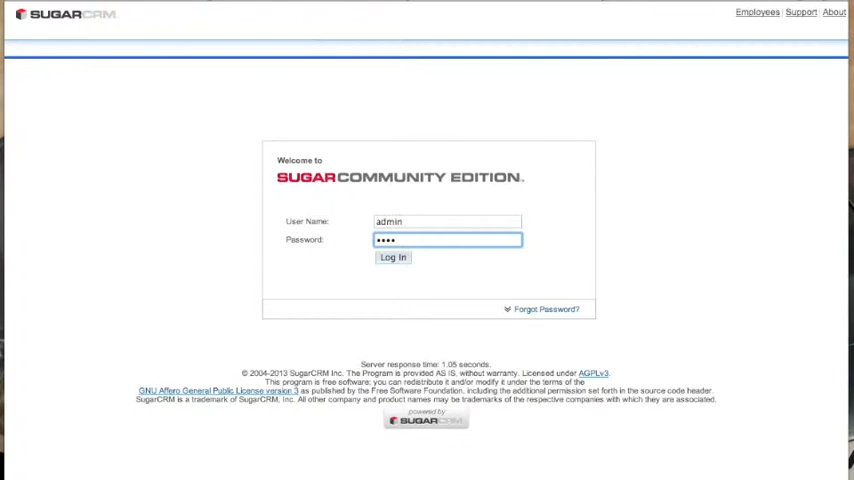 SUGARCRM
Employees | Support | About
Welcome to
SUGARCOMMUNITY EDITION.
User Name: admin
Password: ••••
Log In
Forgot Password?
Server response time: 1.05 seconds.
© 2004-2013 SugarCRM Inc. The Program is provided AS IS, without warranty. Licensed under AGPLv3.
This program is free software; you can redistribute it and/or modify it under the terms of the
GNU Affero General Public License version 3 as published by the Free Software Foundation, including the additional permission set forth in the source code header.
SugarCRM is a trademark of SugarCRM, Inc. All other company and product names may be trademarks of the respective companies with which they are associated.
powered by
SUGARCRM